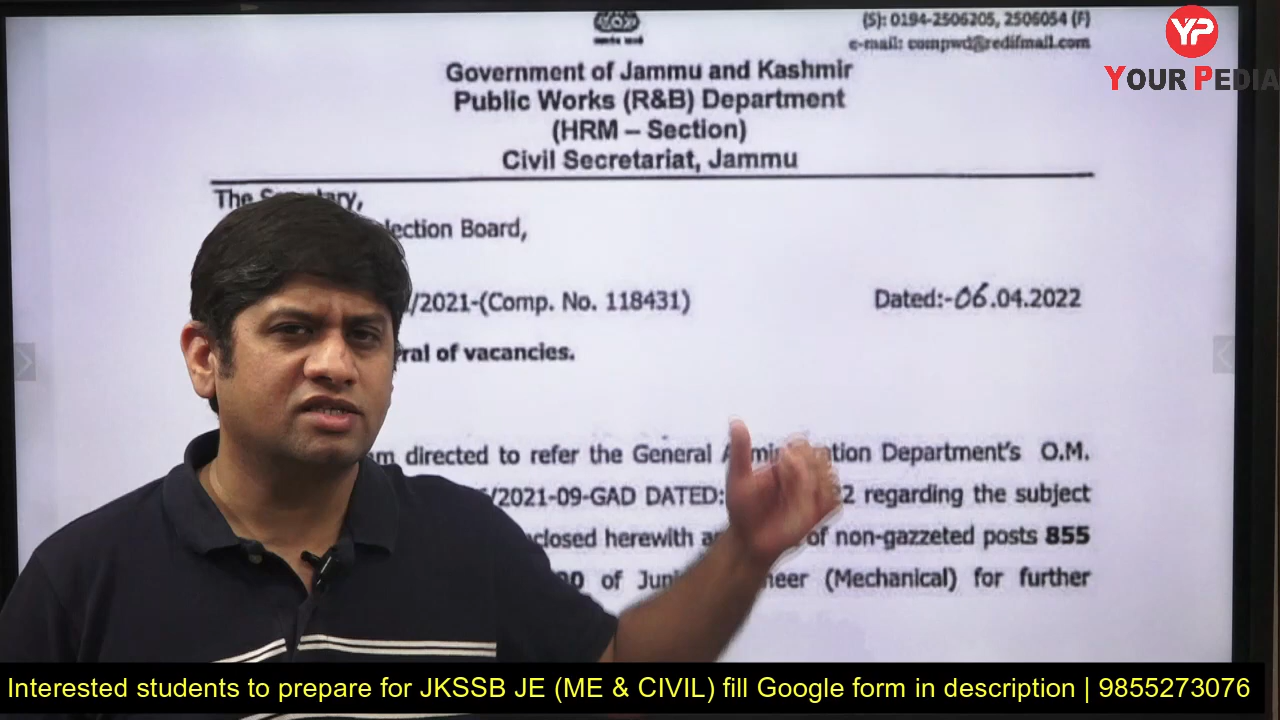 (S): 0194-2506205, 2506054 (F)
e-mail: compwd@redifmail.com
YP
YOUR PEDIA
Government of Jammu and Kashmir
Public Works (R&B) Department
(HRM – Section)
Civil Secretariat, Jammu
The Secretary,
lection Board,
/2021-(Comp. No. 118431) Dated:-06.04.2022
ral of vacancies.
am directed to refer the General Department's O.M.
/2021-09-GAD DATED: regarding the subject
closed herewith of non-gazzeted posts 855
of (Mechanical) for further
Interested students to prepare for JKSSB JE (ME & CIVIL) fill Google form in description | 9855273076